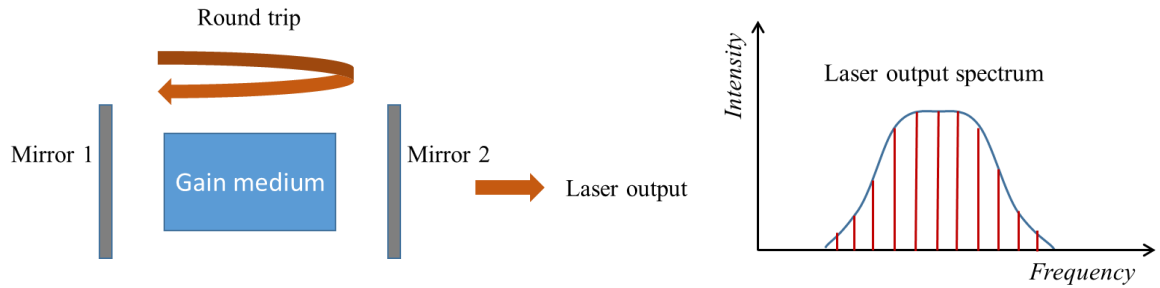 Round trip
Mirror 1
Gain medium
Mirror 2
Laser output
Intensity
Laser output spectrum
Frequency